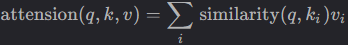 attension(q, k, v) = ∑_i similarity(q, k_i)v_i